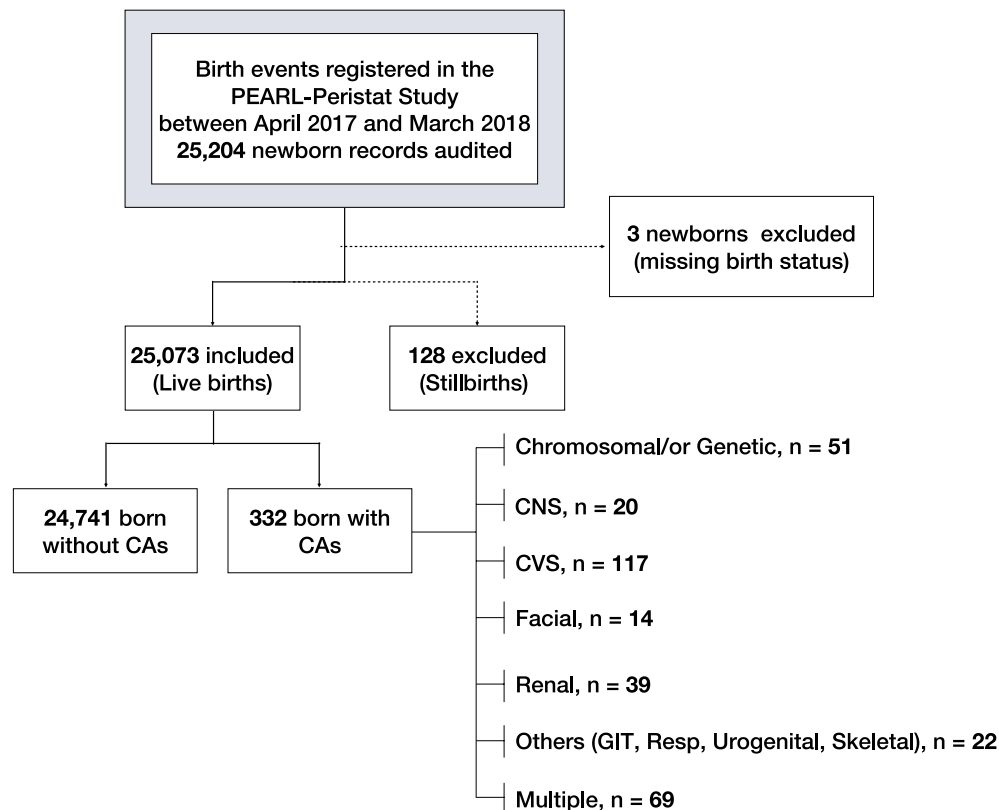 Birth events registered in the
PEARL-Peristat Study
between April 2017 and March 2018
25,204 newborn records audited
3 newborns excluded
(missing birth status)
25,073 included
(Live births)
128 excluded
(Stillbirths)
24,741 born
without CAs
332 born with
CAs
Chromosomal/or Genetic, n = 51
CNS, n = 20
CVS, n = 117
Facial, n = 14
Renal, n = 39
Others (GIT, Resp, Urogenital, Skeletal), n = 22
Multiple, n = 69